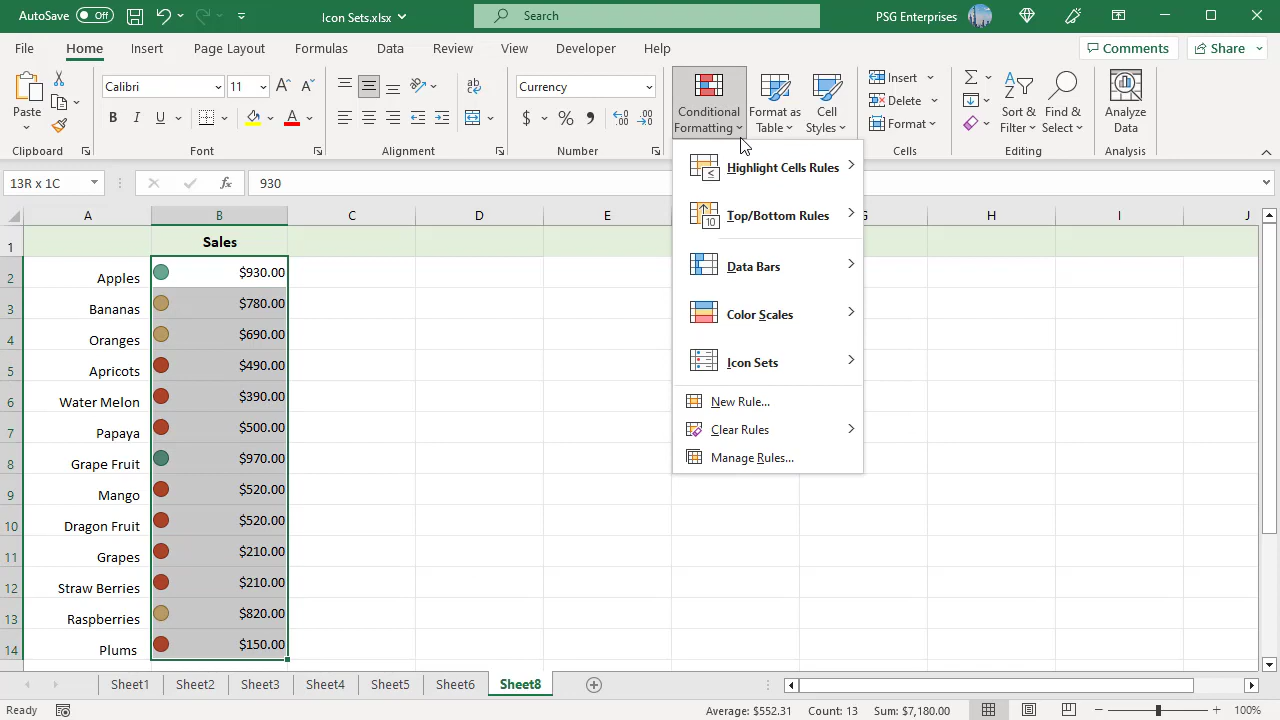 AutoSave Off Icon Sets.xlsx Search PSG Enterprises
File Home Insert Page Layout Formulas Data Review View Developer Help Comments Share
Paste
Clipboard
Calibri 11
B I U A
Font
ab
Alignment
Currency
$ % 9
Number
Conditional Formatting
Format as Table
Cell Styles
Insert
Delete
Format
Cells
Sort & Filter
Find & Select
Analyze Data
Analysis
13R x 1C fx 930
Highlight Cells Rules
Top/Bottom Rules
Data Bars
Color Scales
Icon Sets
New Rule...
Clear Rules
Manage Rules...
A B C D E G H I J
1 Sales
2 Apples $930.00
3 Bananas $780.00
4 Oranges $690.00
5 Apricots $490.00
6 Water Melon $390.00
7 Papaya $500.00
8 Grape Fruit $970.00
9 Mango $520.00
10 Dragon Fruit $520.00
11 Grapes $210.00
12 Straw Berries $210.00
13 Raspberries $820.00
14 Plums $150.00
Sheet1 Sheet2 Sheet3 Sheet4 Sheet5 Sheet6 Sheet8
Ready Average: $552.31 Count: 13 Sum: $7,180.00 100%